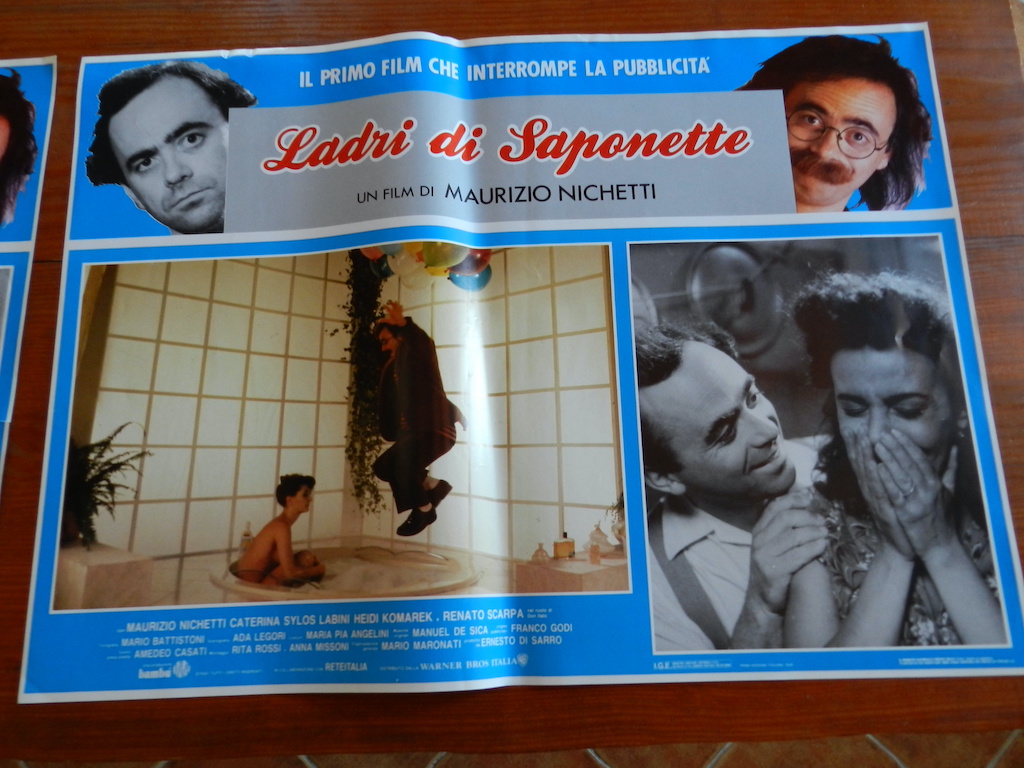 IL PRIMO FILM CHE INTERROMPE LA PUBBLICITÀ
Ladri di Saponette
UN FILM DI MAURIZIO NICHETTI
MAURIZIO NICHETTI CATERINA SYLOS LABINI HEIDI KOMAREK . RENATO SCARPA
MARIO BATTISTONI ADA LEGORI MARIA PIA ANGELINI MANUEL DE SICA FRANCO GODI
AMEDEO CASATI RITA ROSSI . ANNA MISSONI MARIO MARONATI ERNESTO DI SARRO
bambú RETEITALIA WARNER BROS ITALIA
I.G.E.